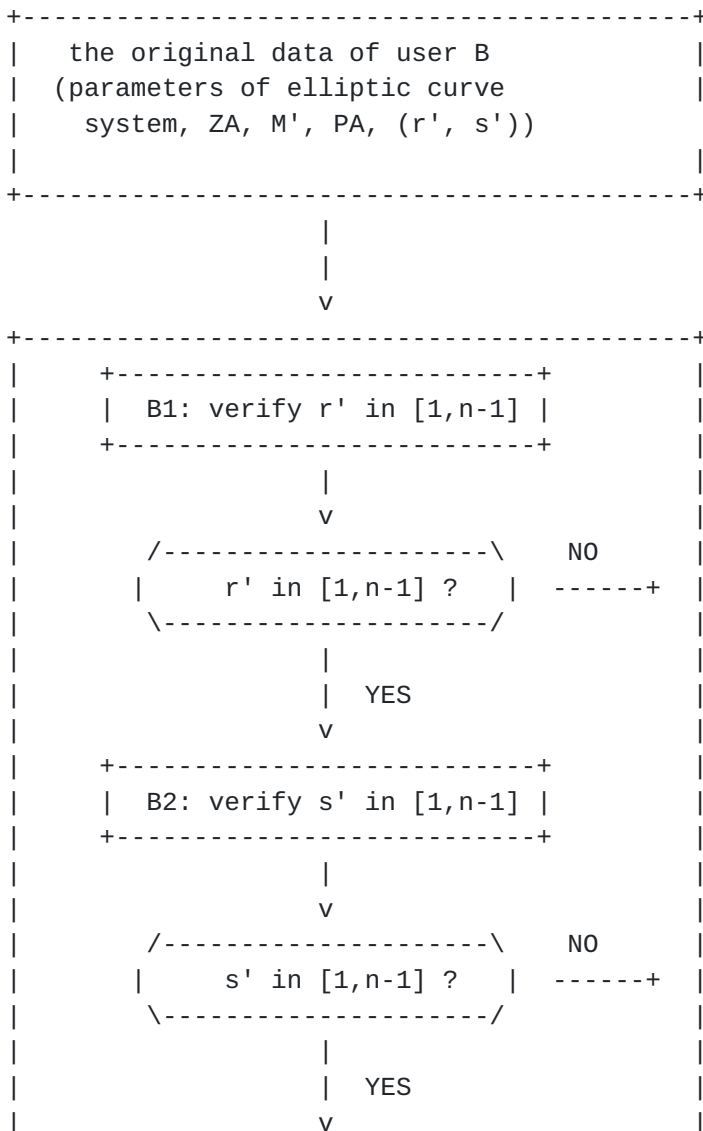 +-------------------------------------------+
|   the original data of user B             |
|  (parameters of elliptic curve            |
|    system, ZA, M', PA, (r', s'))
|                                           |
+-------------------------------------------+
                    |
                    |
                    v
+-------------------------------------------+
|     +---------------------------+         |
|     |  B1: verify r' in [1,n-1] |         |
|     +---------------------------+         |
|                   |                       |
|                   v                       |
|        /---------------------\    NO      |
|       |     r' in [1,n-1] ?   |  ------+  |
|        \---------------------/            |
|                   |                       |
|                   |  YES                  |
|                   v                       |
|     +---------------------------+         |
|     |  B2: verify s' in [1,n-1] |         |
|     +---------------------------+         |
|                   |                       |
|                   v                       |
|        /---------------------\    NO      |
|       |     s' in [1,n-1] ?   |  ------+  |
|        \---------------------/            |
|                   |                       |
|                   |  YES                  |
|                   v                       |